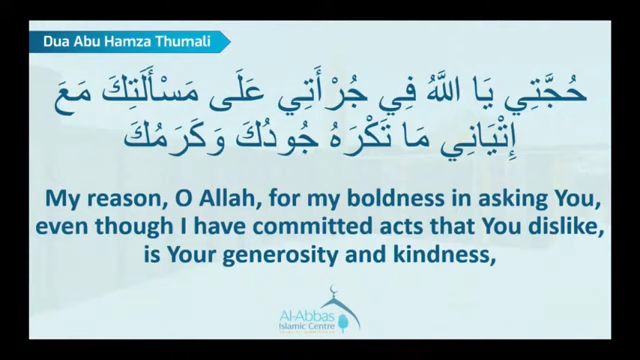 Dua Abu Hamza Thumali
حُجَّتِي يَا اللَّهُ فِي جُرْأَتِي عَلَى مَسْأَلَتِكَ مَعَ
إِتْيَانِي مَا تَكْرَهُ جُودُكَ وَكَرَمُكَ
My reason, O Allah, for my boldness in asking You,
even though I have committed acts that You dislike,
is Your generosity and kindness,
Al-Abbas
Islamic Centre